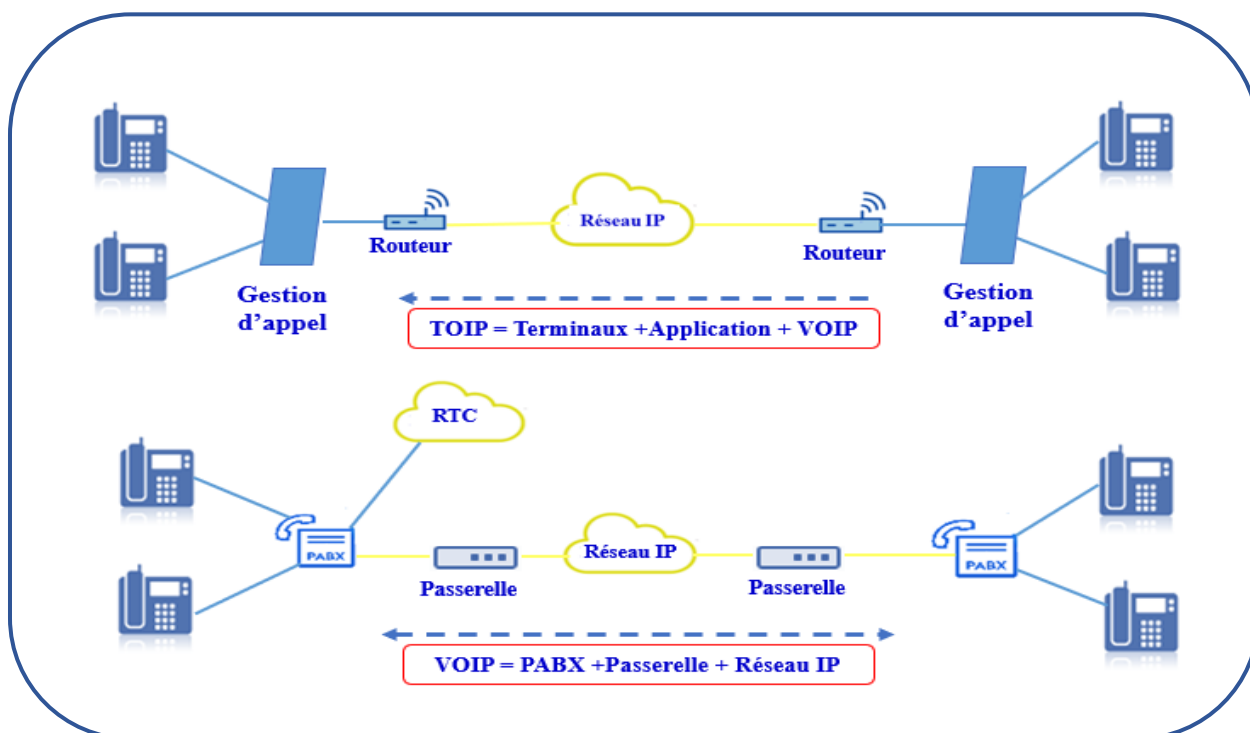 Réseau IP
Routeur
Routeur
Gestion
d'appel
Gestion
d'appel
TOIP = Terminaux +Application + VOIP
RTC
PABX
Réseau IP
PABX
Passerelle
Passerelle
VOIP = PABX +Passerelle + Réseau IP